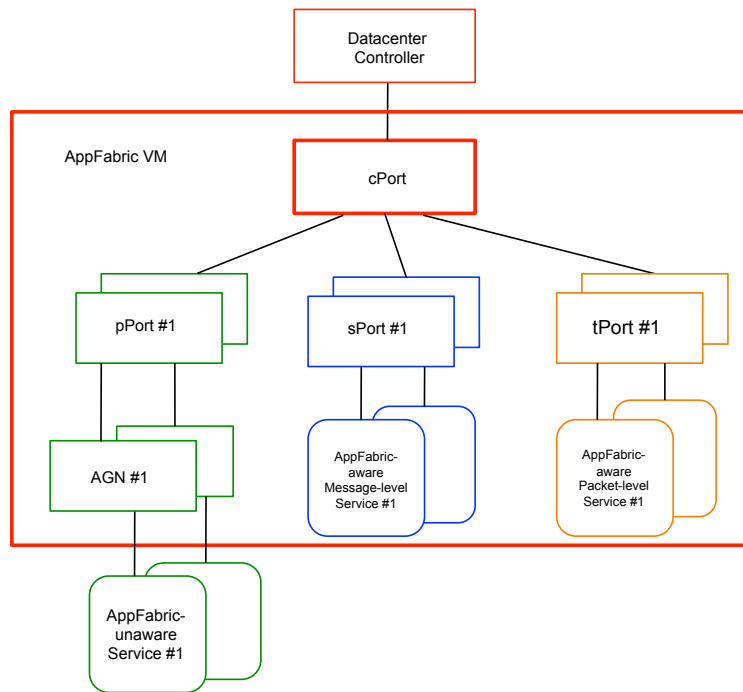 Datacenter
Controller
AppFabric VM
cPort
pPort #1
sPort #1
tPort #1
AGN #1
AppFabric-
aware
Message-level
Service #1
AppFabric-
aware
Packet-level
Service #1
AppFabric-
unaware
Service #1